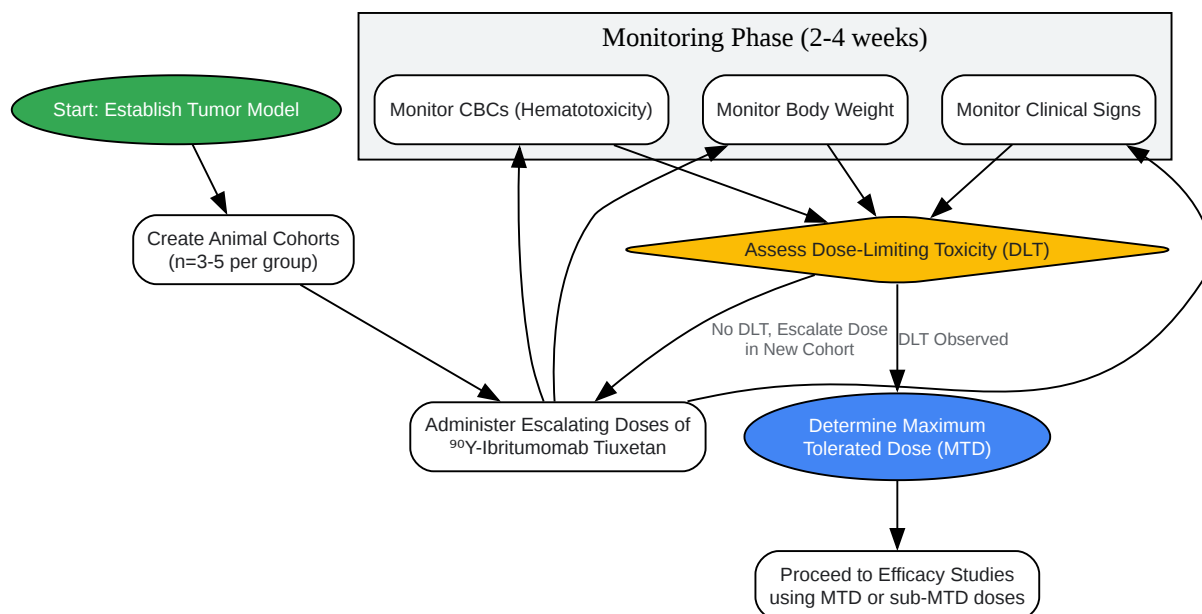 Monitoring Phase (2-4 weeks)
Start: Establish Tumor Model
Monitor CBCs (Hematotoxicity)
Monitor Body Weight
Monitor Clinical Signs
Create Animal Cohorts
(n=3-5 per group)
Assess Dose-Limiting Toxicity (DLT)
No DLT, Escalate Dose
in New Cohort
DLT Observed
Administer Escalating Doses of
⁹⁰Y-Ibritumomab Tiuxetan
Determine Maximum
Tolerated Dose (MTD)
Proceed to Efficacy Studies
using MTD or sub-MTD doses